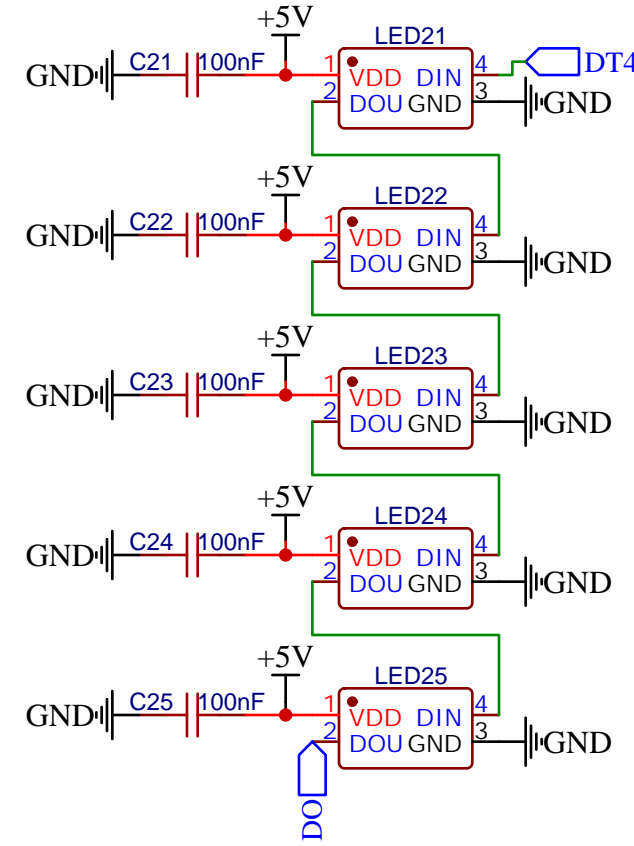 +5V
LED21
GND C21 100nF 1 VDD DIN 4 DT4
2 DOU GND 3 GND
+5V
LED22
GND C22 100nF 1 VDD DIN 4
2 DOU GND 3 GND
+5V
LED23
GND C23 100nF 1 VDD DIN 4
2 DOU GND 3 GND
+5V
LED24
GND C24 100nF 1 VDD DIN 4
2 DOU GND 3 GND
+5V
LED25
GND C25 100nF 1 VDD DIN 4
2 DOU GND 3 GND
DO